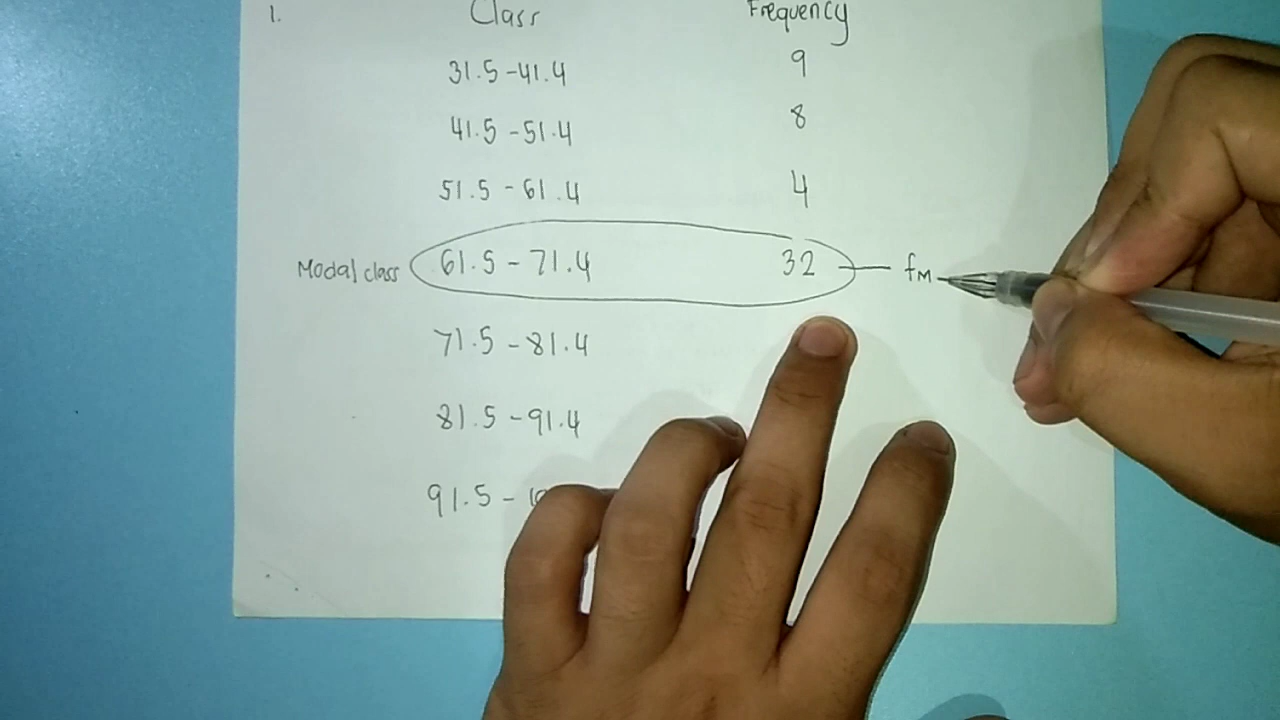 1. Class Frequency
31.5 - 41.4 9
41.5 - 51.4 8
51.5 - 61.4 4
Modal class 61.5 - 71.4 32 — fM
71.5 - 81.4
81.5 - 91.4
91.5 -